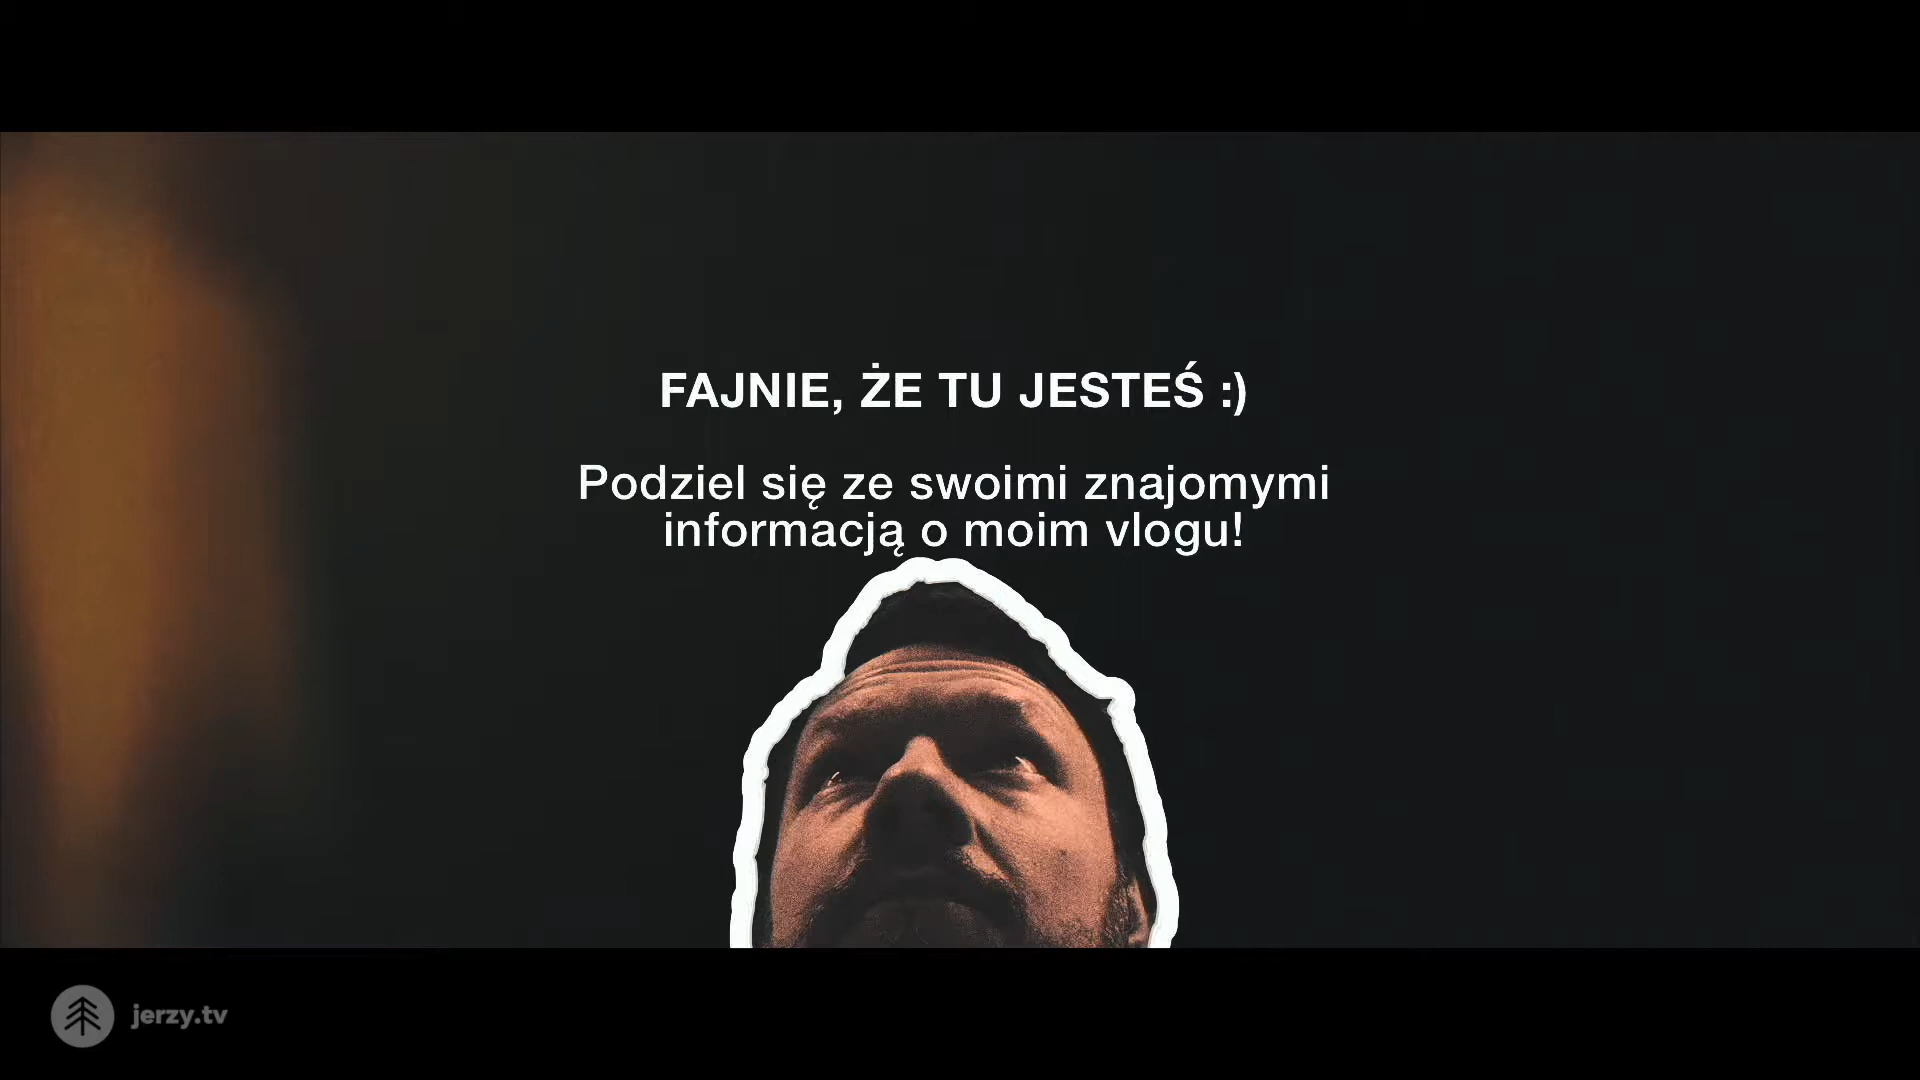 FAJNIE, ŻE TU JESTEŚ :)
Podziel się ze swoimi znajomymi
informacją o moim vlogu!
jerzy.tv